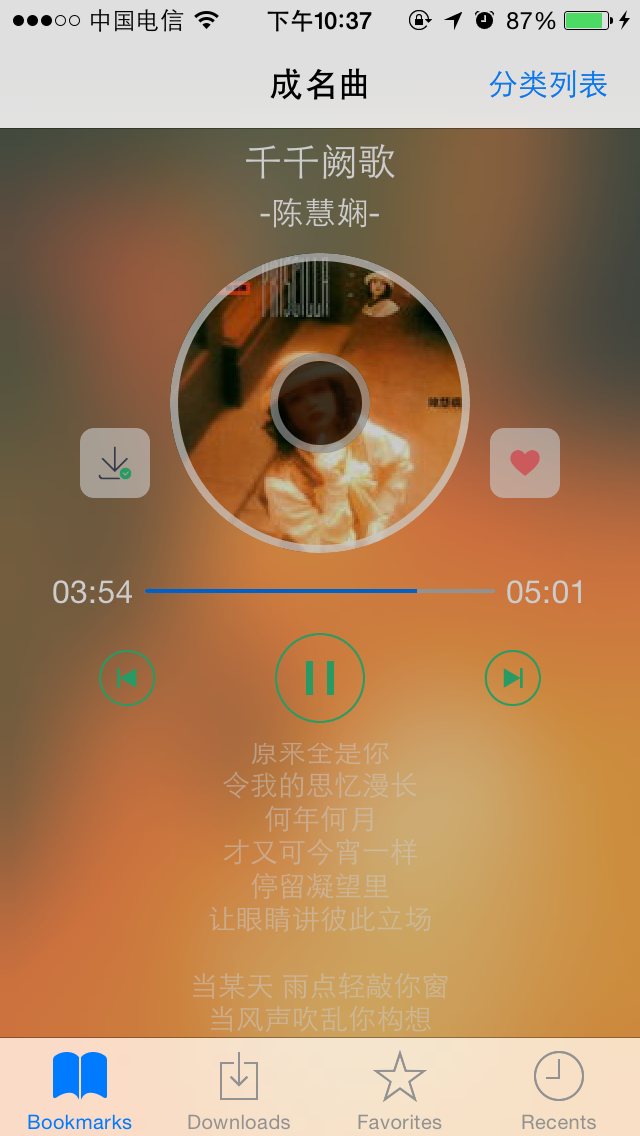 中国电信 下午10:37 87%
成名曲 分类列表
千千阙歌
-陈慧娴-
PRISCILLA
03:54 05:01
原来全是你
令我的思忆漫长
何年何月
才又可今宵一样
停留凝望里
让眼睛讲彼此立场
当某天 雨点轻敲你窗
当风声吹乱你构想
Bookmarks Downloads Favorites Recents